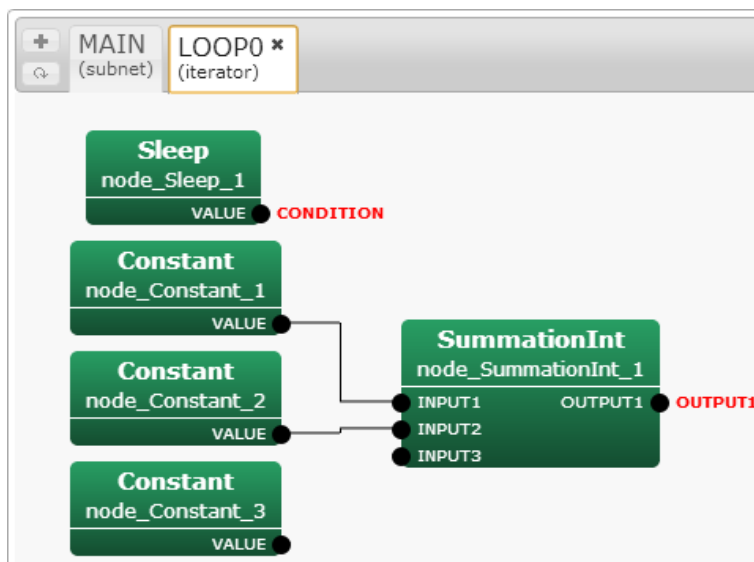 MAIN
(subnet)
LOOP0 ✖
(iterator)
Sleep
node_Sleep_1
VALUE CONDITION
Constant
node_Constant_1
VALUE
Constant
node_Constant_2
VALUE
Constant
node_Constant_3
VALUE
SummationInt
node_SummationInt_1
INPUT1 OUTPUT1 OUTPUT1
INPUT2
INPUT3